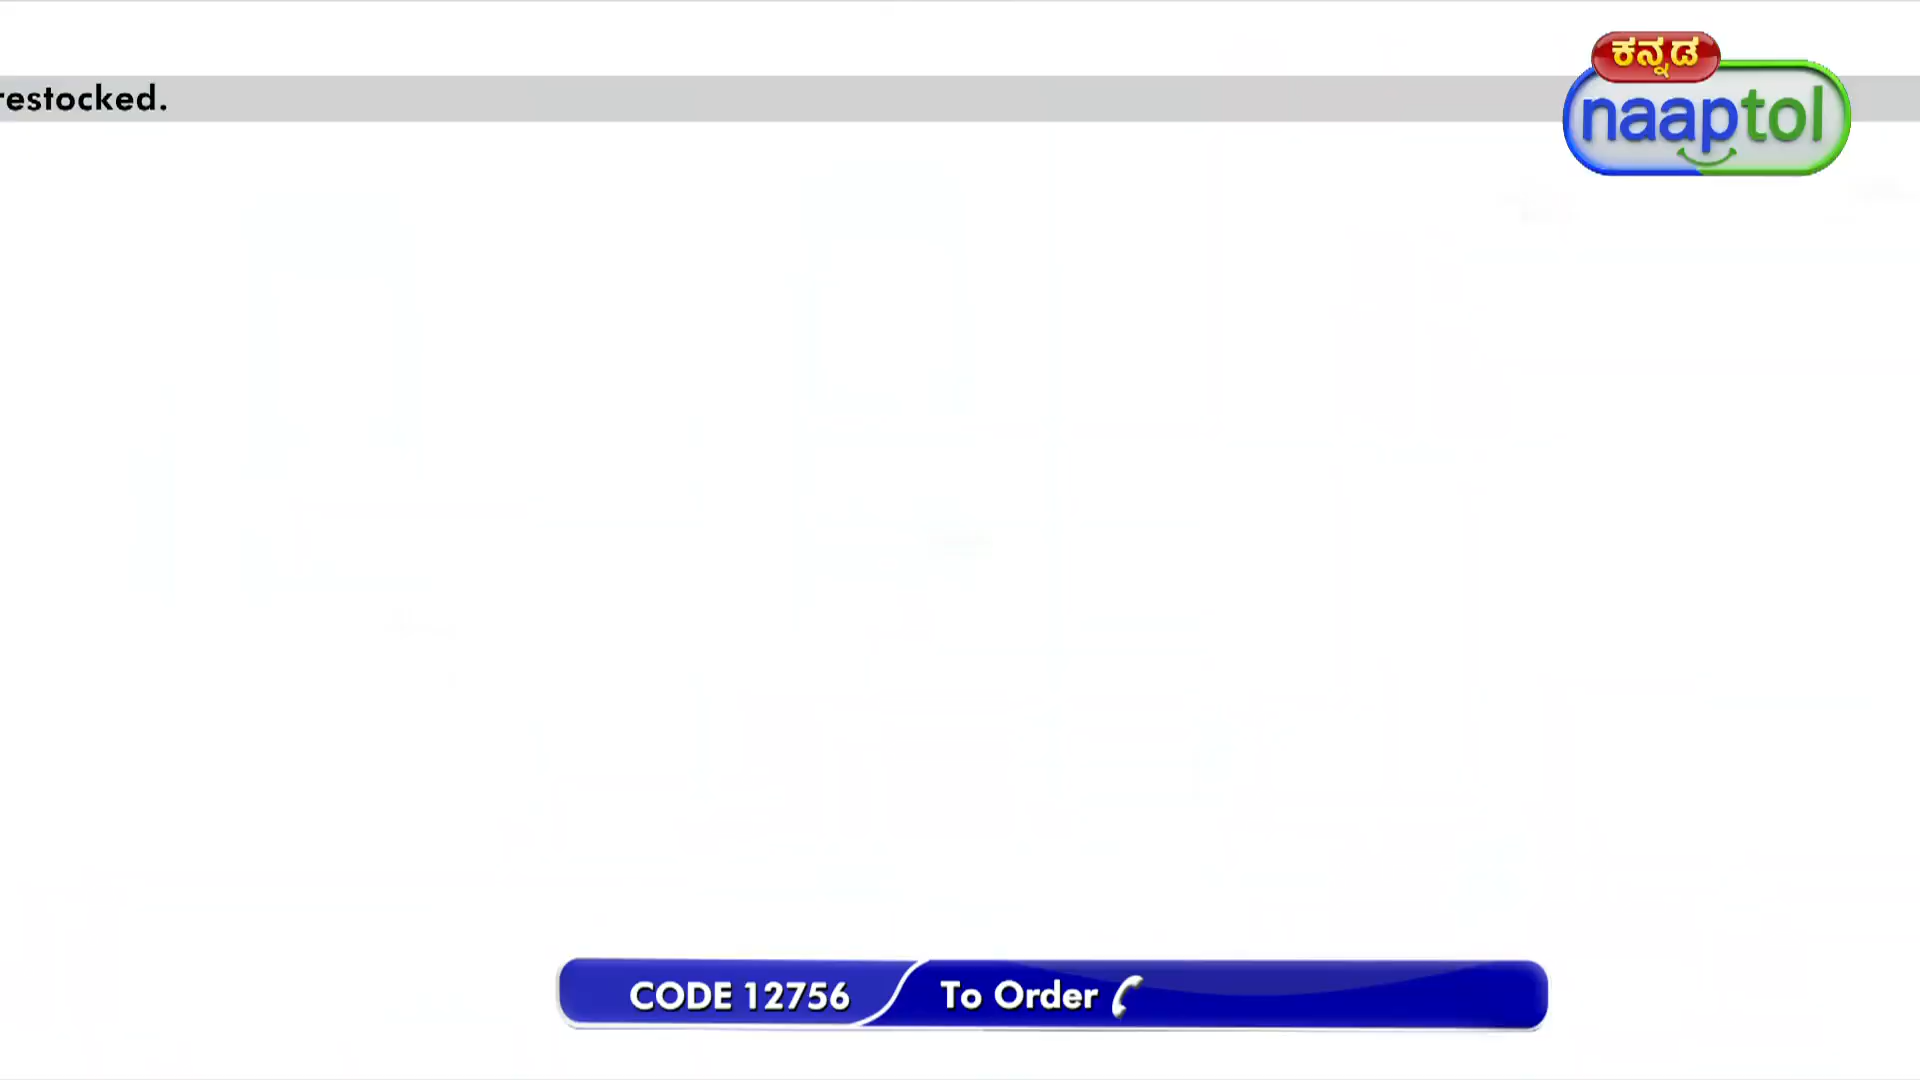 ಕನ್ನಡ
restocked.
naaptol
CODE 12756 To Order